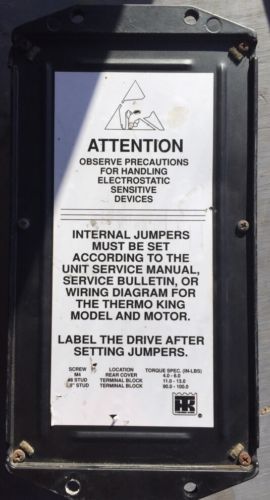 ATTENTION
OBSERVE PRECAUTIONS
FOR HANDLING
ELECTROSTATIC
SENSITIVE
DEVICES
INTERNAL JUMPERS
MUST BE SET
ACCORDING TO THE
UNIT SERVICE MANUAL,
SERVICE BULLETIN, OR
WIRING DIAGRAM FOR
THE THERMO KING
MODEL AND MOTOR.
LABEL THE DRIVE AFTER
SETTING JUMPERS.
SCREW LOCATION TORQUE SPEC. (IN-LBS)
M4 REAR COVER 4.0 - 6.0
#8 STUD TERMINAL BLOCK 11.0 - 13.0
STUD TERMINAL BLOCK 90.0 - 100.0